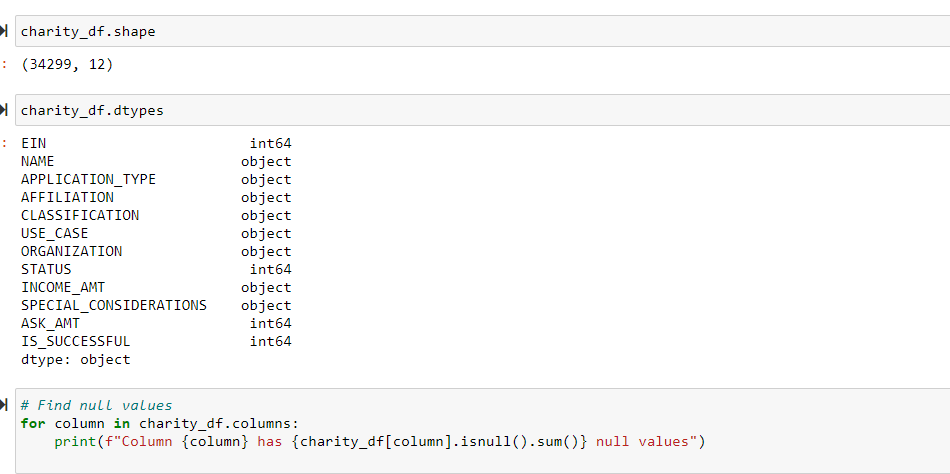 charity_df.shape
(34299, 12)
charity_df.dtypes
EIN                          int64
NAME                        object
APPLICATION_TYPE            object
AFFILIATION                 object
CLASSIFICATION              object
USE_CASE                    object
ORGANIZATION                object
STATUS                       int64
INCOME_AMT                  object
SPECIAL_CONSIDERATIONS      object
ASK_AMT                      int64
IS_SUCCESSFUL                int64
dtype: object
# Find null values
for column in charity_df.columns:
    print(f"Column {column} has {charity_df[column].isnull().sum()} null values")